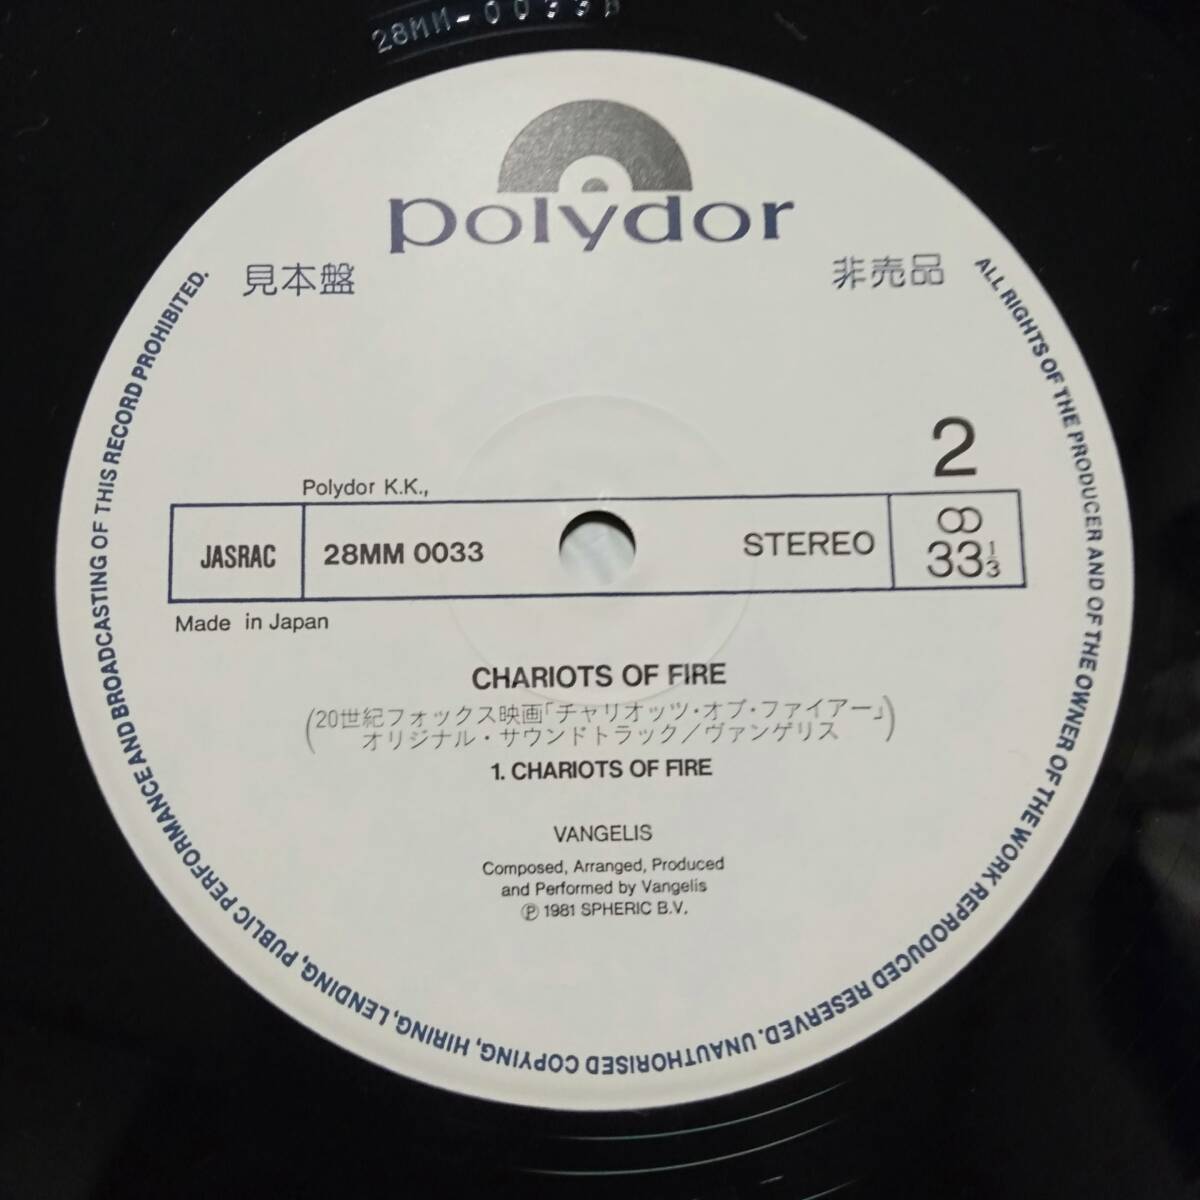 28MM-0033B
polydor
見本盤
非売品
2
Polydor K.K.,
JASRAC
28MM 0033
STEREO
33 1/3
Made in Japan
CHARIOTS OF FIRE
(20世紀フォックス映画「チャリオッツ・オブ・ファイアー」
オリジナル・サウンドトラック/ヴァンゲリス)
1. CHARIOTS OF FIRE
VANGELIS
Composed, Arranged, Produced
and Performed by Vangelis
Ⓟ 1981 SPHERIC B.V.
ALL RIGHTS OF THE PRODUCER AND OF THE OWNER OF THE WORK REPRODUCED RESERVED. UNAUTHORISED COPYING, HIRING, LENDING, PUBLIC PERFORMANCE AND BROADCASTING OF THIS RECORD PROHIBITED.